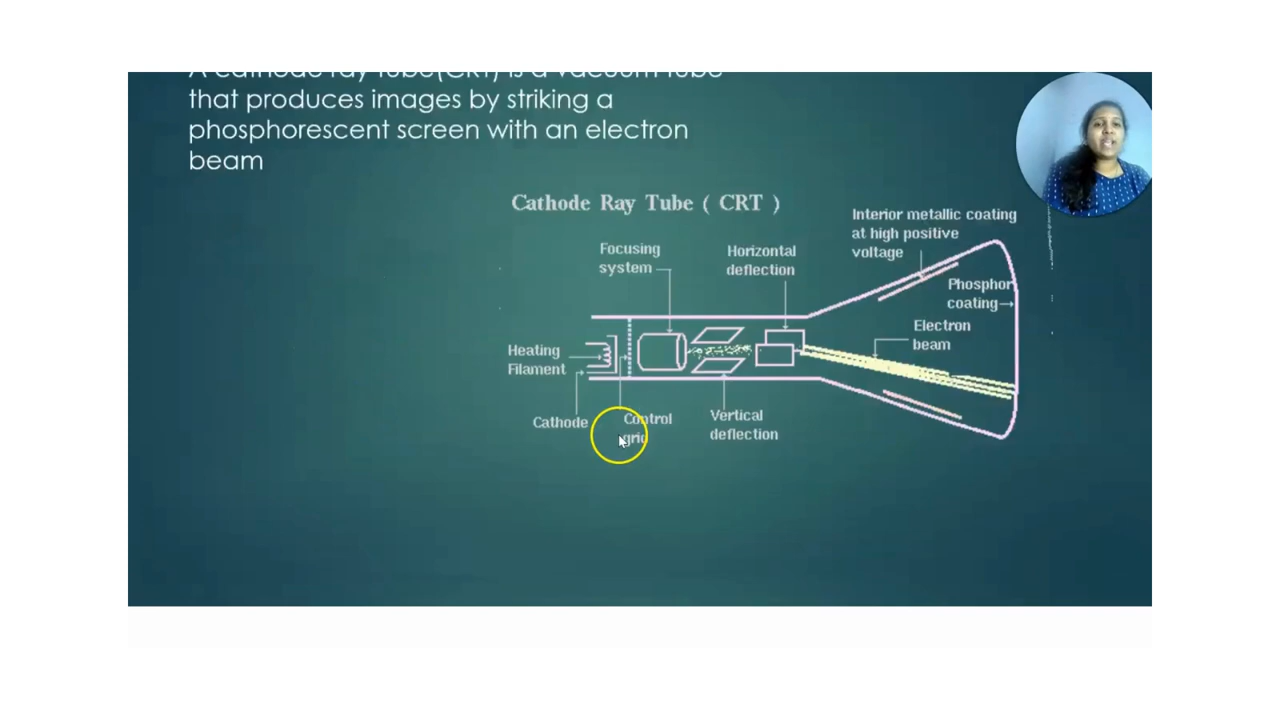 A cathode ray tube(CRT) is a vacuum tube
that produces images by striking a
phosphorescent screen with an electron
beam
Cathode Ray Tube ( CRT )
Interior metallic coating
at high positive
voltage
Focusing
system
Horizontal
deflection
Phosphor
coating
Electron
beam
Heating
Filament
Cathode
Control
grid
Vertical
deflection